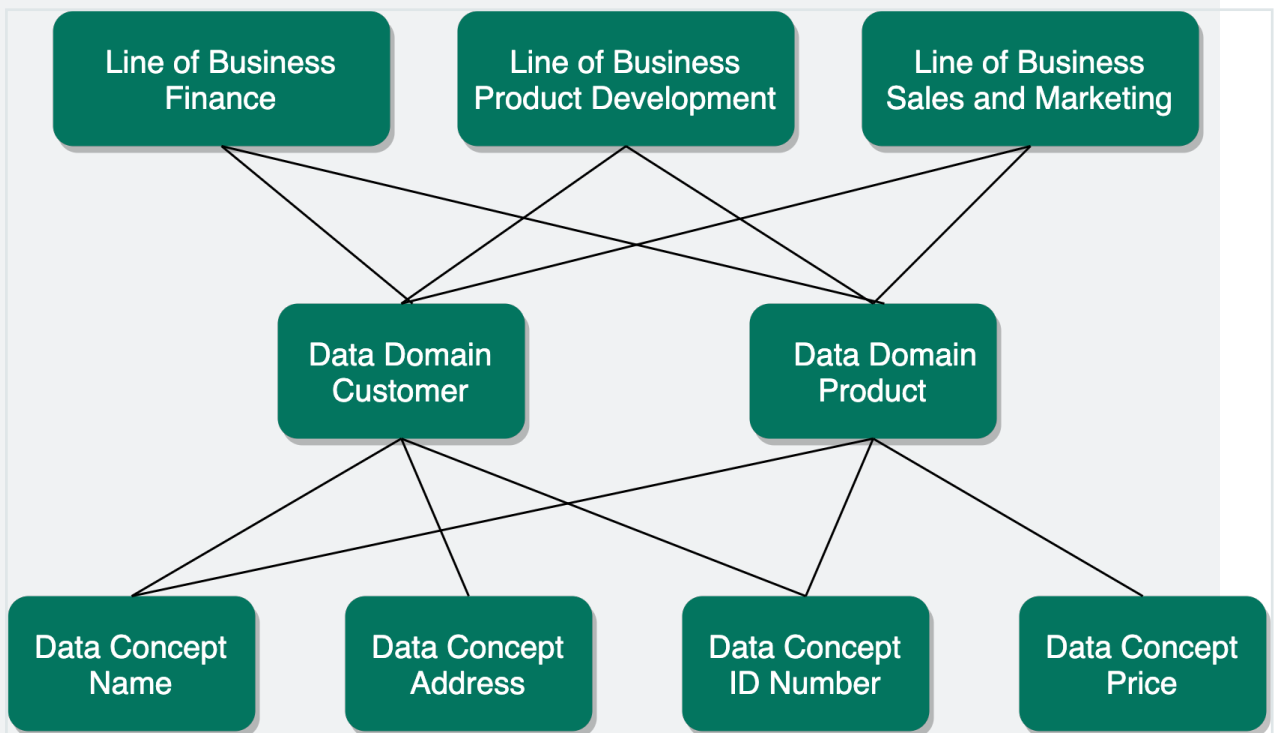 Line of Business
Finance
Line of Business
Product Development
Line of Business
Sales and Marketing
Data Domain
Customer
Data Domain
Product
Data Concept
Name
Data Concept
Address
Data Concept
ID Number
Data Concept
Price